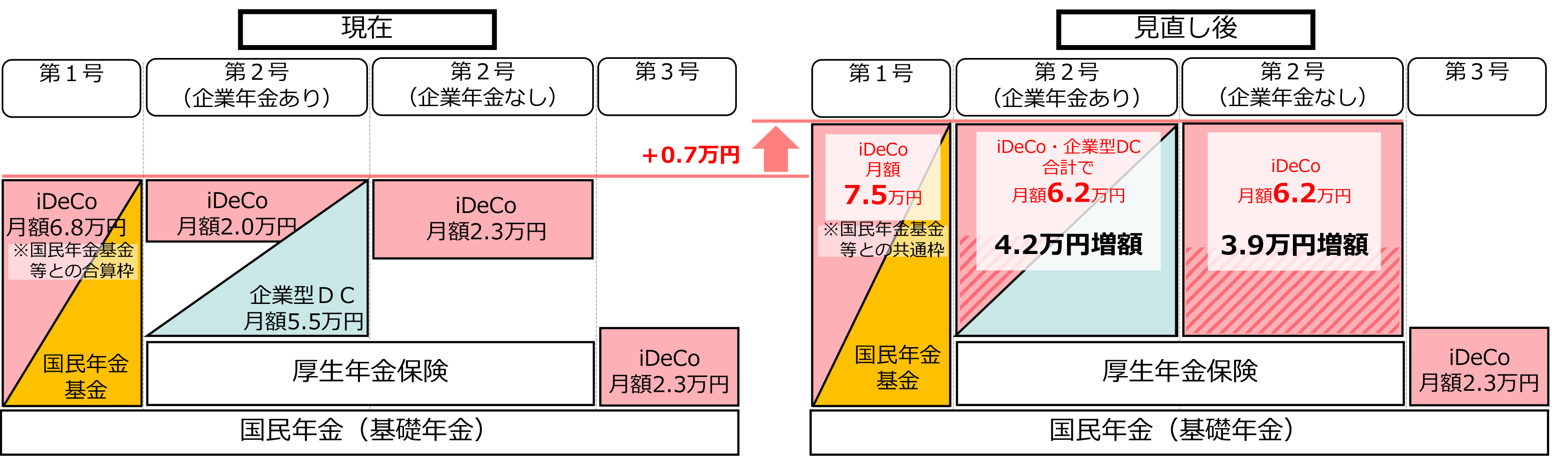 現在
第１号
第２号
（企業年金あり）
第２号
（企業年金なし）
第３号
iDeCo
月額6.8万円
※国民年金基金
等との合算枠
国民年金
基金
iDeCo
月額2.0万円
企業型ＤＣ
月額5.5万円
iDeCo
月額2.3万円
厚生年金保険
iDeCo
月額2.3万円
国民年金（基礎年金）
＋0.7万円
見直し後
第１号
第２号
（企業年金あり）
第２号
（企業年金なし）
第３号
iDeCo
月額
7.5万円
※国民年金基金
等との共通枠
国民年金
基金
iDeCo・企業型DC
合計で
月額6.2万円
4.2万円増額
iDeCo
月額6.2万円
3.9万円増額
厚生年金保険
iDeCo
月額2.3万円
国民年金（基礎年金）